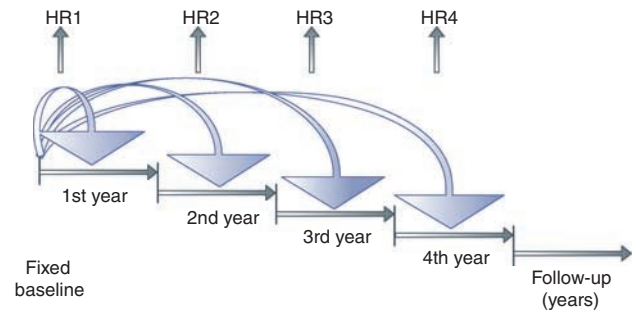 HR1 HR2 HR3 HR4
1st year
2nd year
3rd year
4th year
Fixed
baseline
Follow-up
(years)